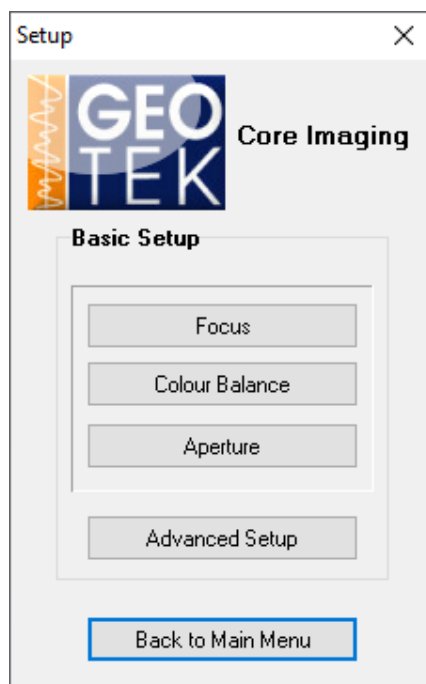 Setup
GEO
TEK
Core Imaging
Basic Setup
Focus
Colour Balance
Aperture
Advanced Setup
Back to Main Menu